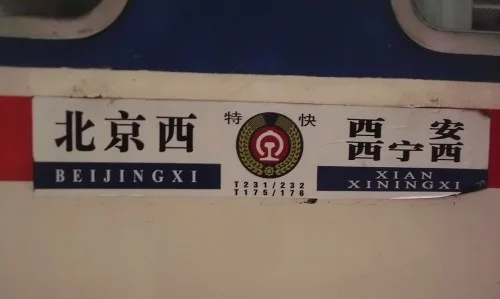 北京西
BEIJINGXI
特 快
T231/232
T175/176
西 安
西宁西
XIAN
XININGXI